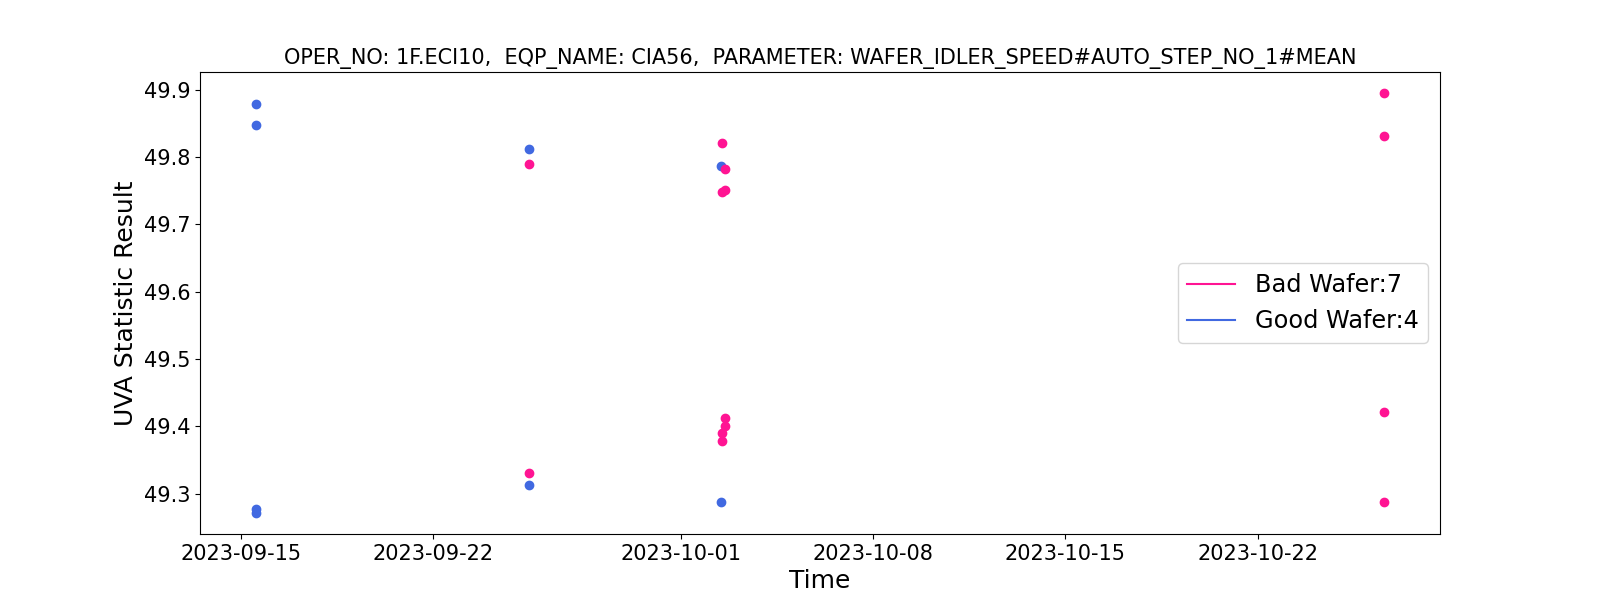 OPER_NO: 1F.ECI10,  EQP_NAME: CIA56,  PARAMETER: WAFER_IDLER_SPEED#AUTO_STEP_NO_1#MEAN
UVA Statistic Result
49.9
49.8
49.7
49.6
49.5
49.4
49.3
Bad Wafer:7
Good Wafer:4
2023-09-15 2023-09-22 2023-10-01 2023-10-08 2023-10-15 2023-10-22
Time